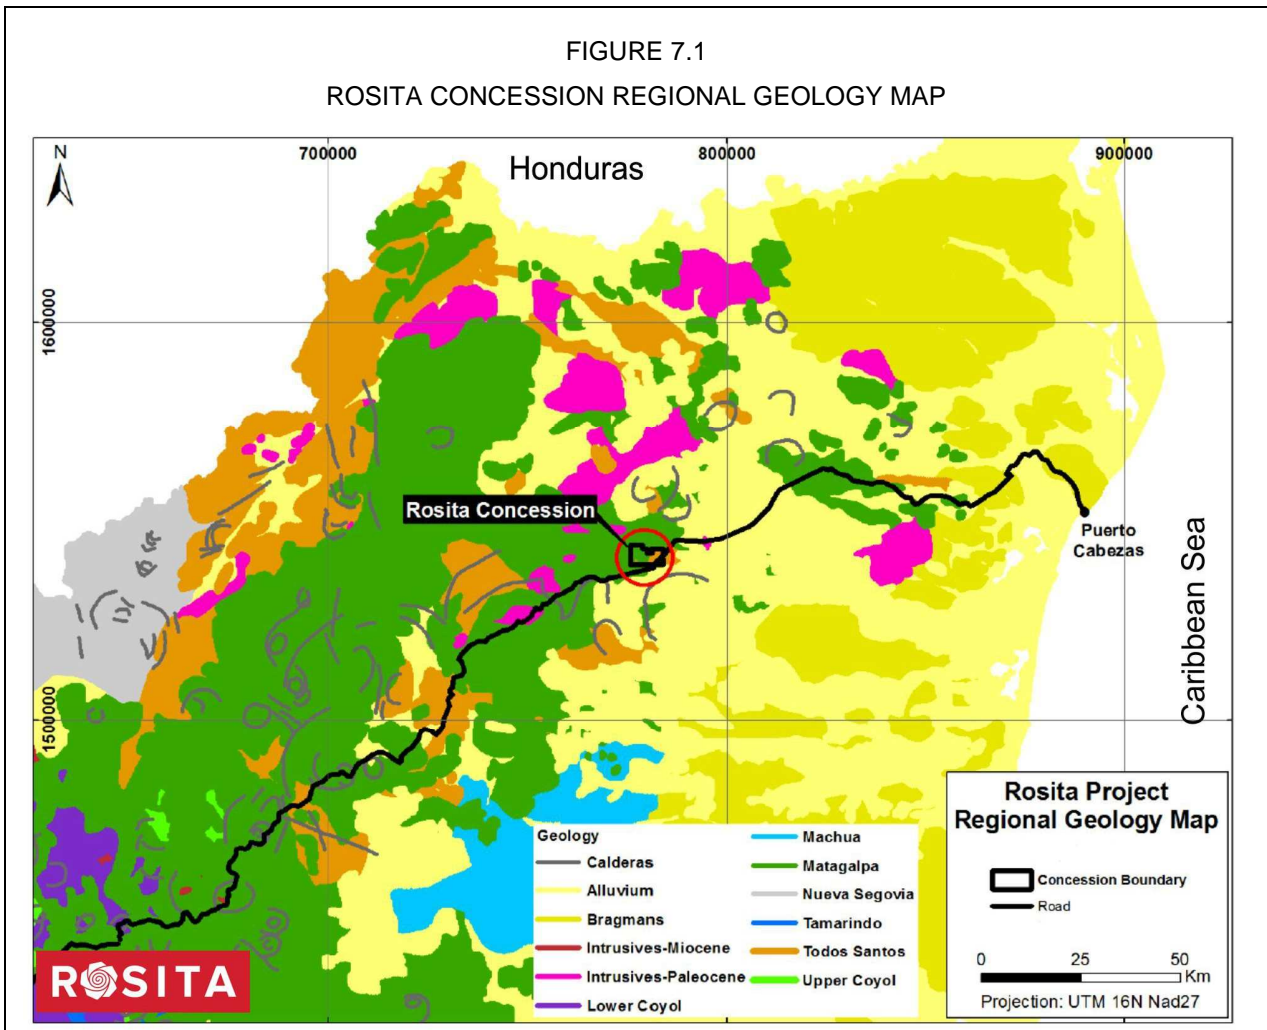 FIGURE 7.1
ROSITA CONCESSION REGIONAL GEOLOGY MAP
N
700000
800000
900000
Honduras
1600000
Rosita Concession
Puerto
Cabezas
Caribbean Sea
1500000
Geology
Calderas
Alluvium
Bragmans
Intrusives-Miocene
Intrusives-Paleocene
Lower Coyol
Machua
Matagalpa
Nueva Segovia
Tamarindo
Todos Santos
Upper Coyol
Rosita Project
Regional Geology Map
Concession Boundary
Road
0 25 50
Km
Projection: UTM 16N Nad27
ROSITA